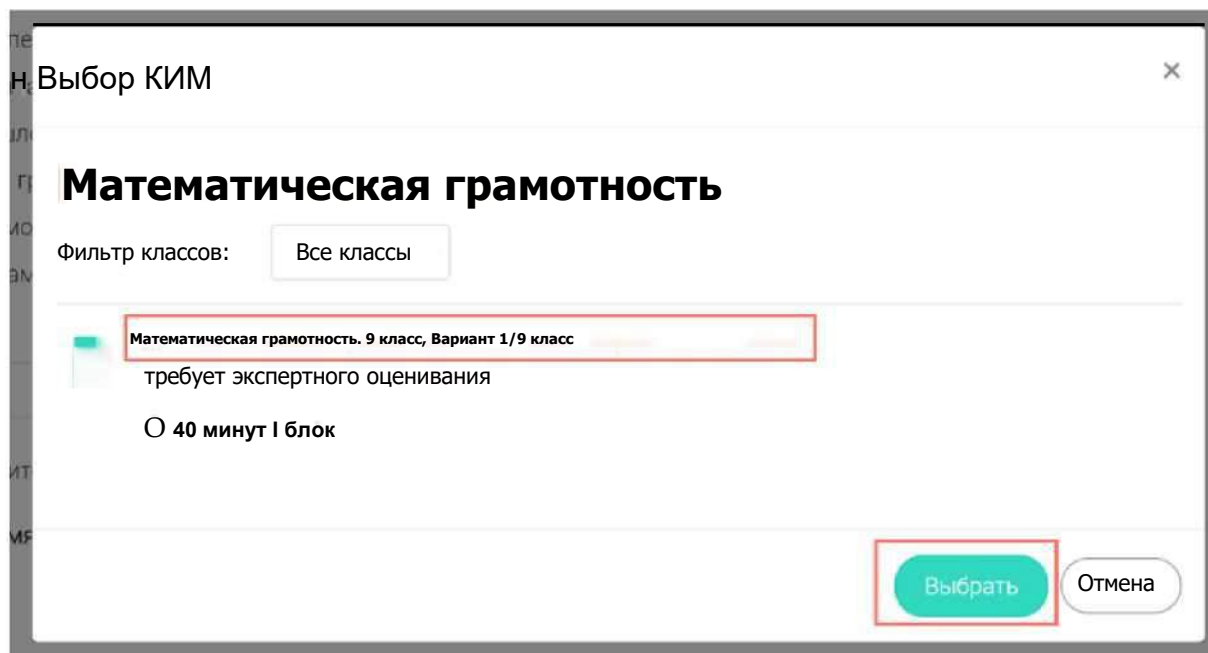 Выбор КИМ
×
Математическая грамотность
Фильтр классов: Все классы
Математическая грамотность. 9 класс, Вариант 1/9 класс
требует экспертного оценивания
О 40 минут I блок
Выбрать Отмена